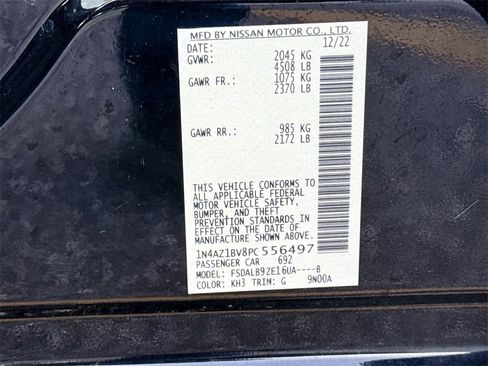 MFD BY NISSAN MOTOR CO., LTD.
DATE: 12/22
GVWR: 2045 KG
4508 LB
GAWR FR.: 1075 KG
2370 LB
GAWR RR.: 985 KG
2172 LB
THIS VEHICLE CONFORMS TO
ALL APPLICABLE FEDERAL
MOTOR VEHICLE SAFETY,
BUMPER, AND THEFT
PREVENTION STANDARDS IN
EFFECT ON THE DATE OF
MANUFACTURE SHOWN ABOVE.
1N4AZ1BV8PC556497
PASSENGER CAR 692
MODEL: FSDALB9ZE16UA----B
COLOR: KH3 TRIM: G 9N00A